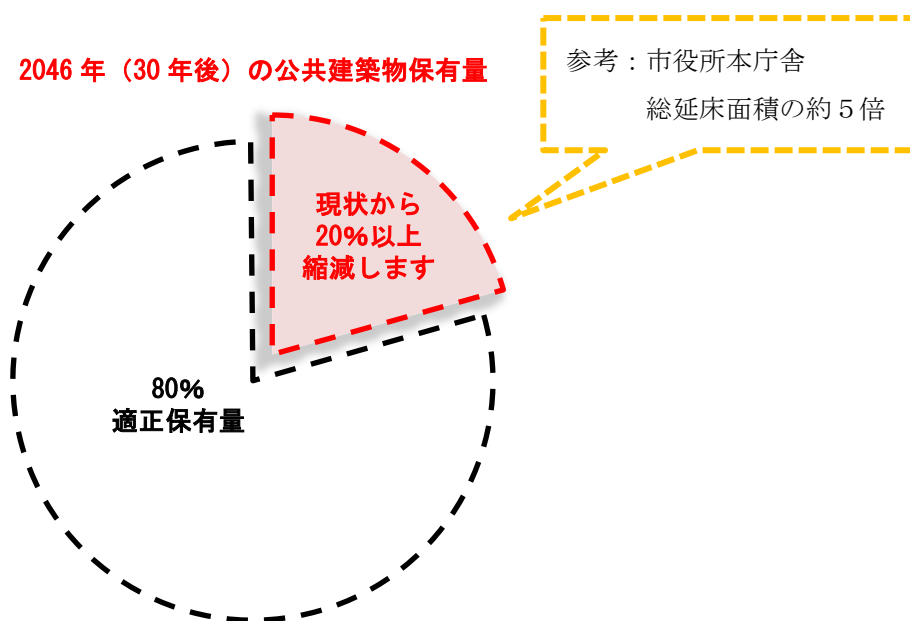 2046 年（30 年後）の公共建築物保有量
参考：市役所本庁舎
総延床面積の約５倍
現状から
20%以上
縮減します
80%
適正保有量